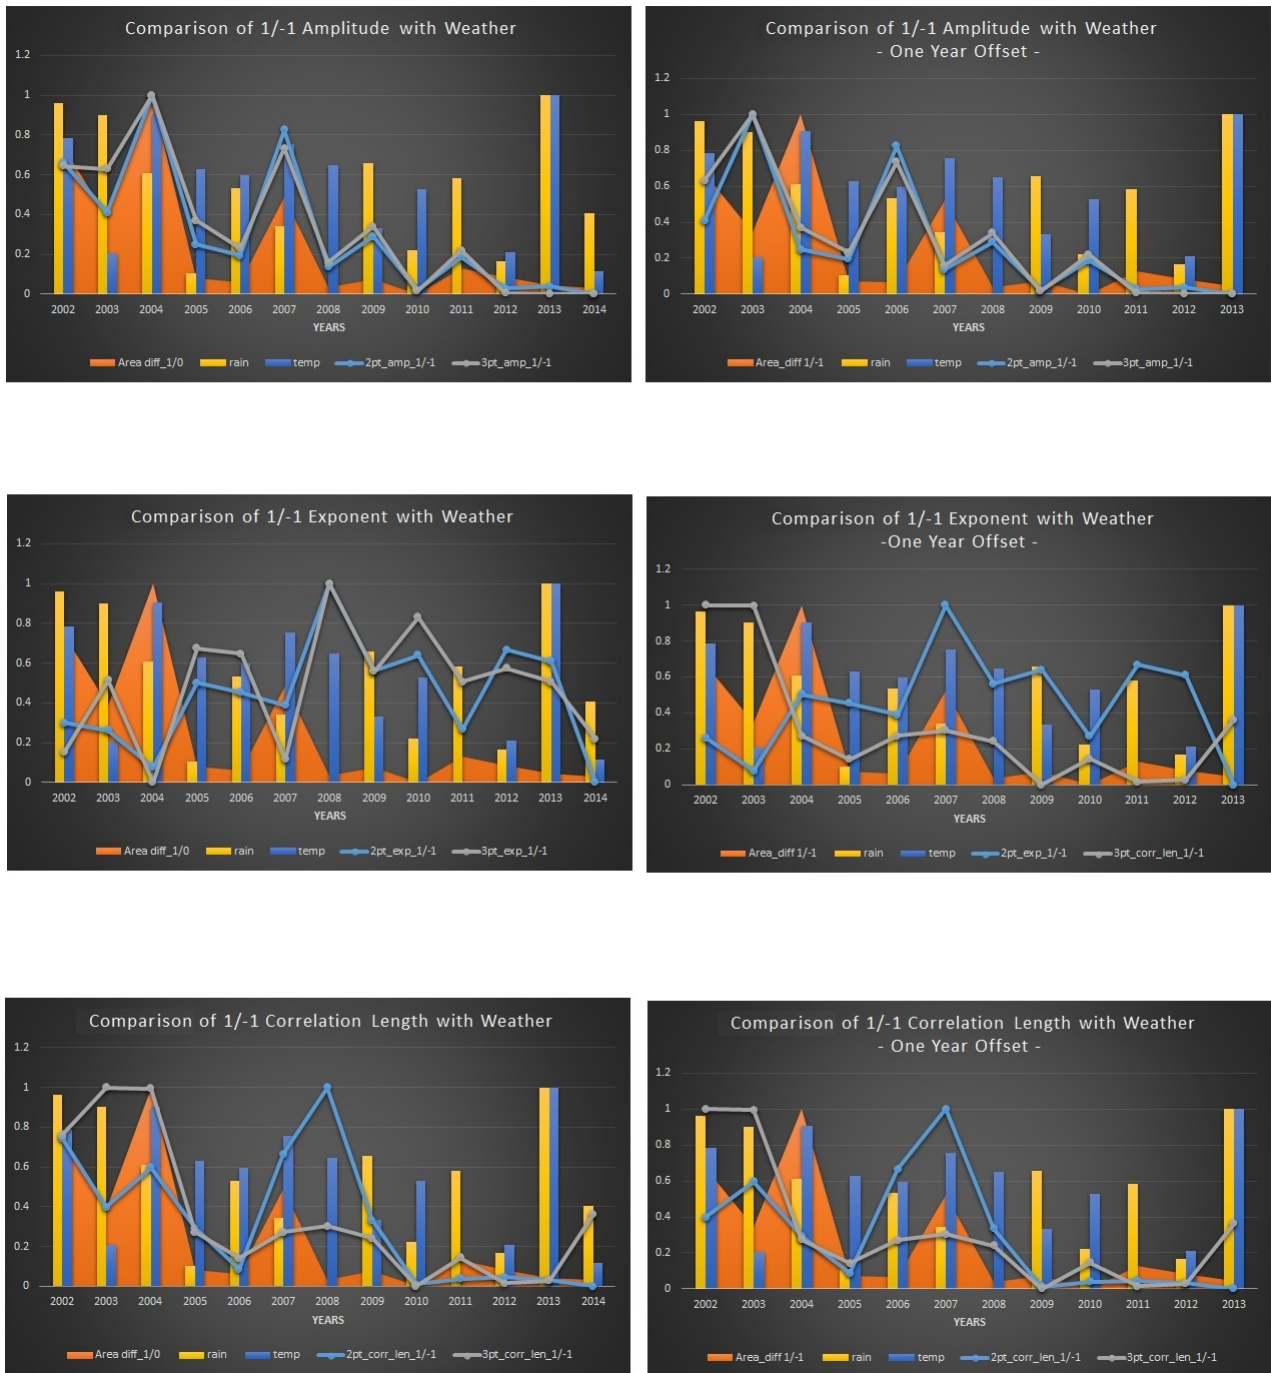 Comparison of 1/-1 Amplitude with Weather
1.2
1
0.8
0.6
0.4
0.2
0
2002 2003 2004 2005 2006 2007 2008 2009 2010 2011 2012 2013 2014
YEARS
Area diff_1/0 rain temp 2pt_amp_1/-1 3pt_amp_1/-1
Comparison of 1/-1 Amplitude with Weather
- One Year Offset -
1.2
1
0.8
0.6
0.4
0.2
0
2002 2003 2004 2005 2006 2007 2008 2009 2010 2011 2012 2013
YEARS
Area_diff 1/-1 rain temp 2pt_amp_1/-1 3pt_amp_1/-1
Comparison of 1/-1 Exponent with Weather
1.2
1
0.8
0.6
0.4
0.2
0
2002 2003 2004 2005 2006 2007 2008 2009 2010 2011 2012 2013 2014
YEARS
Area diff_1/0 rain temp 2pt_exp_1/-1 3pt_exp_1/-1
Comparison of 1/-1 Exponent with Weather
-One Year Offset -
1.2
1
0.8
0.6
0.4
0.2
0
2002 2003 2004 2005 2006 2007 2008 2009 2010 2011 2012 2013
YEARS
Area_diff 1/-1 rain temp 2pt_exp_1/-1 3pt_corr_len_1/-1
Comparison of 1/-1 Correlation Length with Weather
1.2
1
0.8
0.6
0.4
0.2
0
2002 2003 2004 2005 2006 2007 2008 2009 2010 2011 2012 2013 2014
YEARS
Area diff_1/0 rain temp 2pt_corr_len_1/-1 3pt_corr_len_1/-1
Comparison of 1/-1 Correlation Length with Weather
- One Year Offset -
1.2
1
0.8
0.6
0.4
0.2
0
2002 2003 2004 2005 2006 2007 2008 2009 2010 2011 2012 2013
YEARS
Area_diff 1/-1 rain temp 2pt_corr_len_1/-1 3pt_corr_len_1/-1